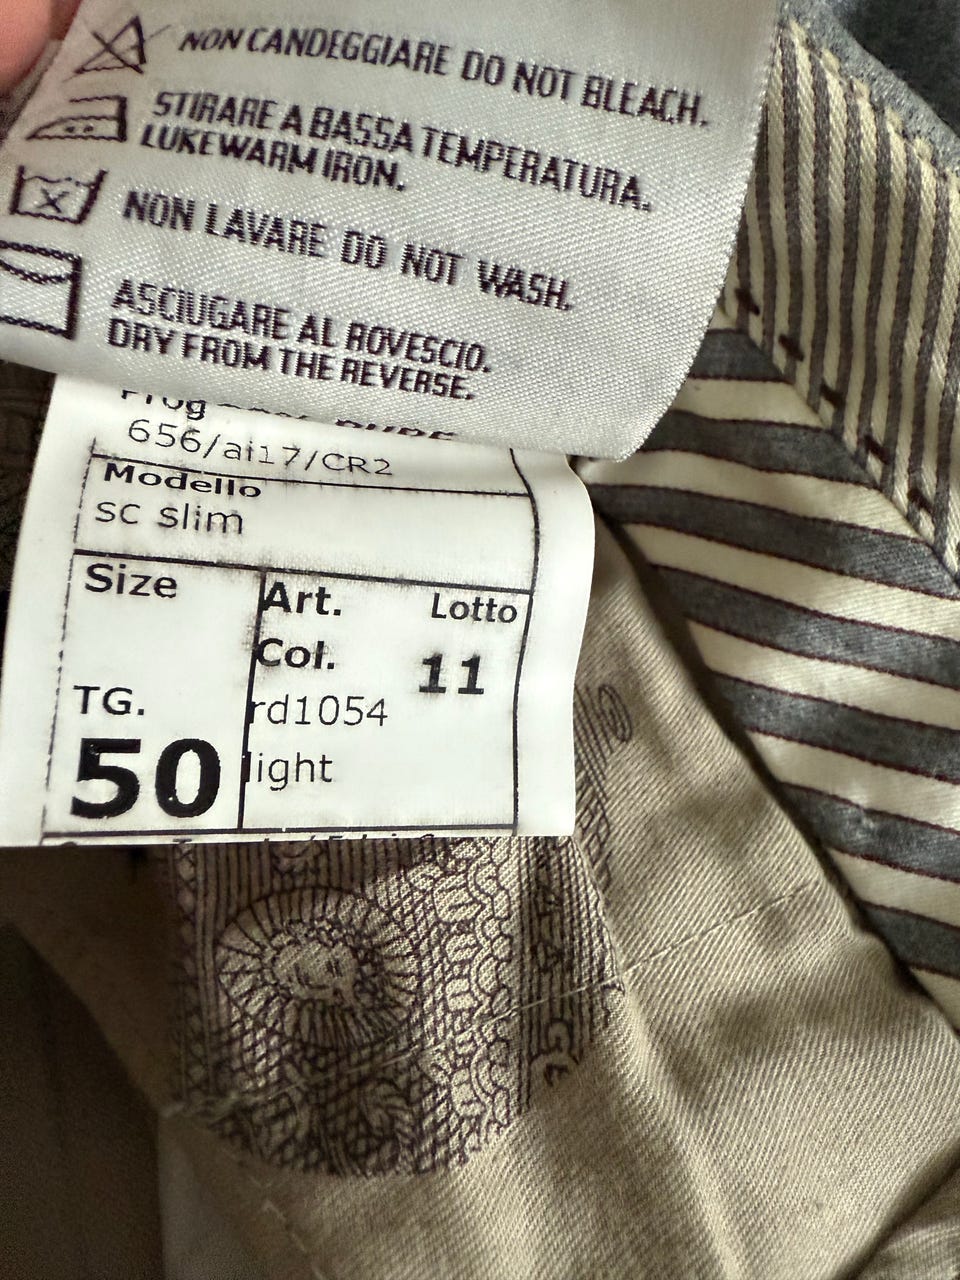 NON CANDEGGIARE DO NOT BLEACH.
STIRARE A BASSA TEMPERATURA.
LUKEWARM IRON.
NON LAVARE DO NOT WASH.
ASCIUGARE AL ROVESCIO.
DRY FROM THE REVERSE.
656/ai17/CR2
Modello
sc slim
Size
Art.
Lotto
Col.
11
TG.
rd1054
50
light